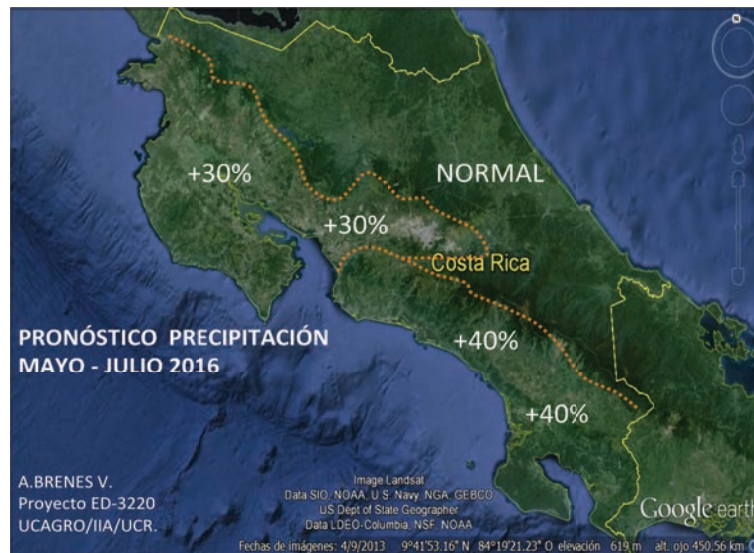 +30%
NORMAL
+30%
Costa Rica
PRONÓSTICO PRECIPITACIÓN
MAYO - JULIO 2016
+40%
+40%
A.BRENES V.
Proyecto ED-3220
UCAGRO/IIA/UCR.
Image Landsat
Data SIO, NOAA, U.S. Navy, NGA, GEBCO
US Dept of State Geographer
Data LDEO-Columbia, NSF, NOAA
Google earth
Fechas de imágenes: 4/9/2013 9°41'53.16" N 84°19'21.23" O elevación 619 m alt. ojo 450.56 km